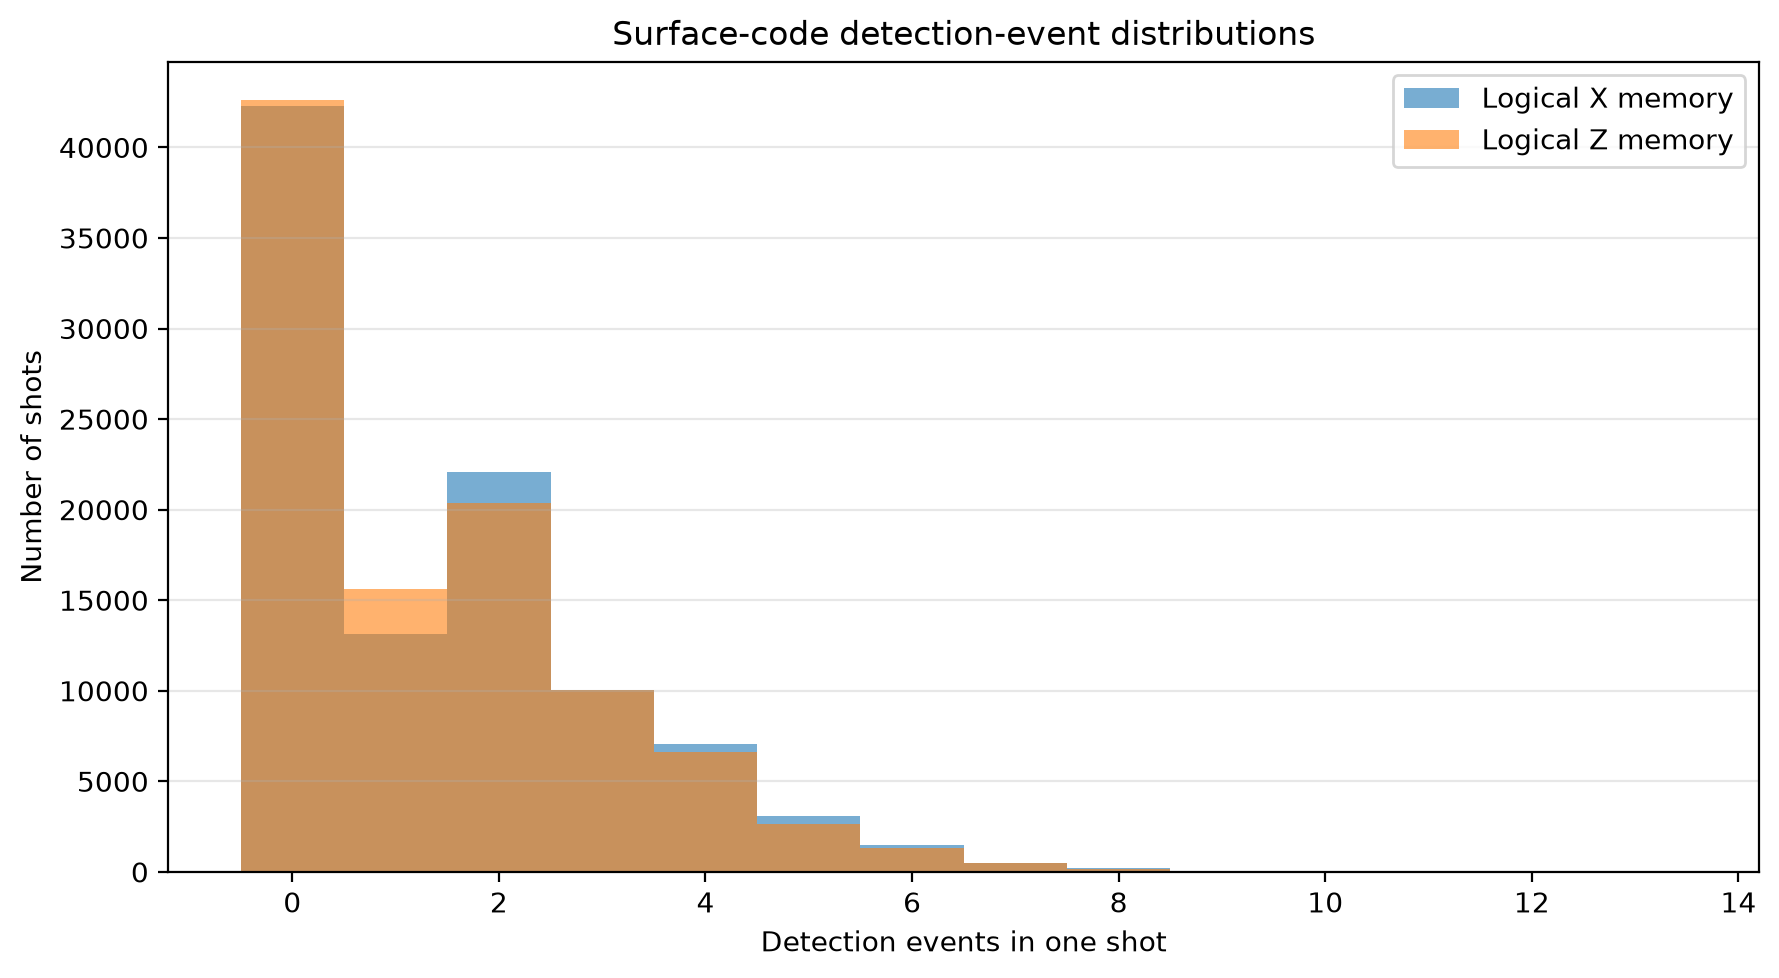 Surface-code detection-event distributions
Logical X memory
Logical Z memory
Number of shots
40000
35000
30000
25000
20000
15000
10000
5000
0
0 2 4 6 8 10 12 14
Detection events in one shot